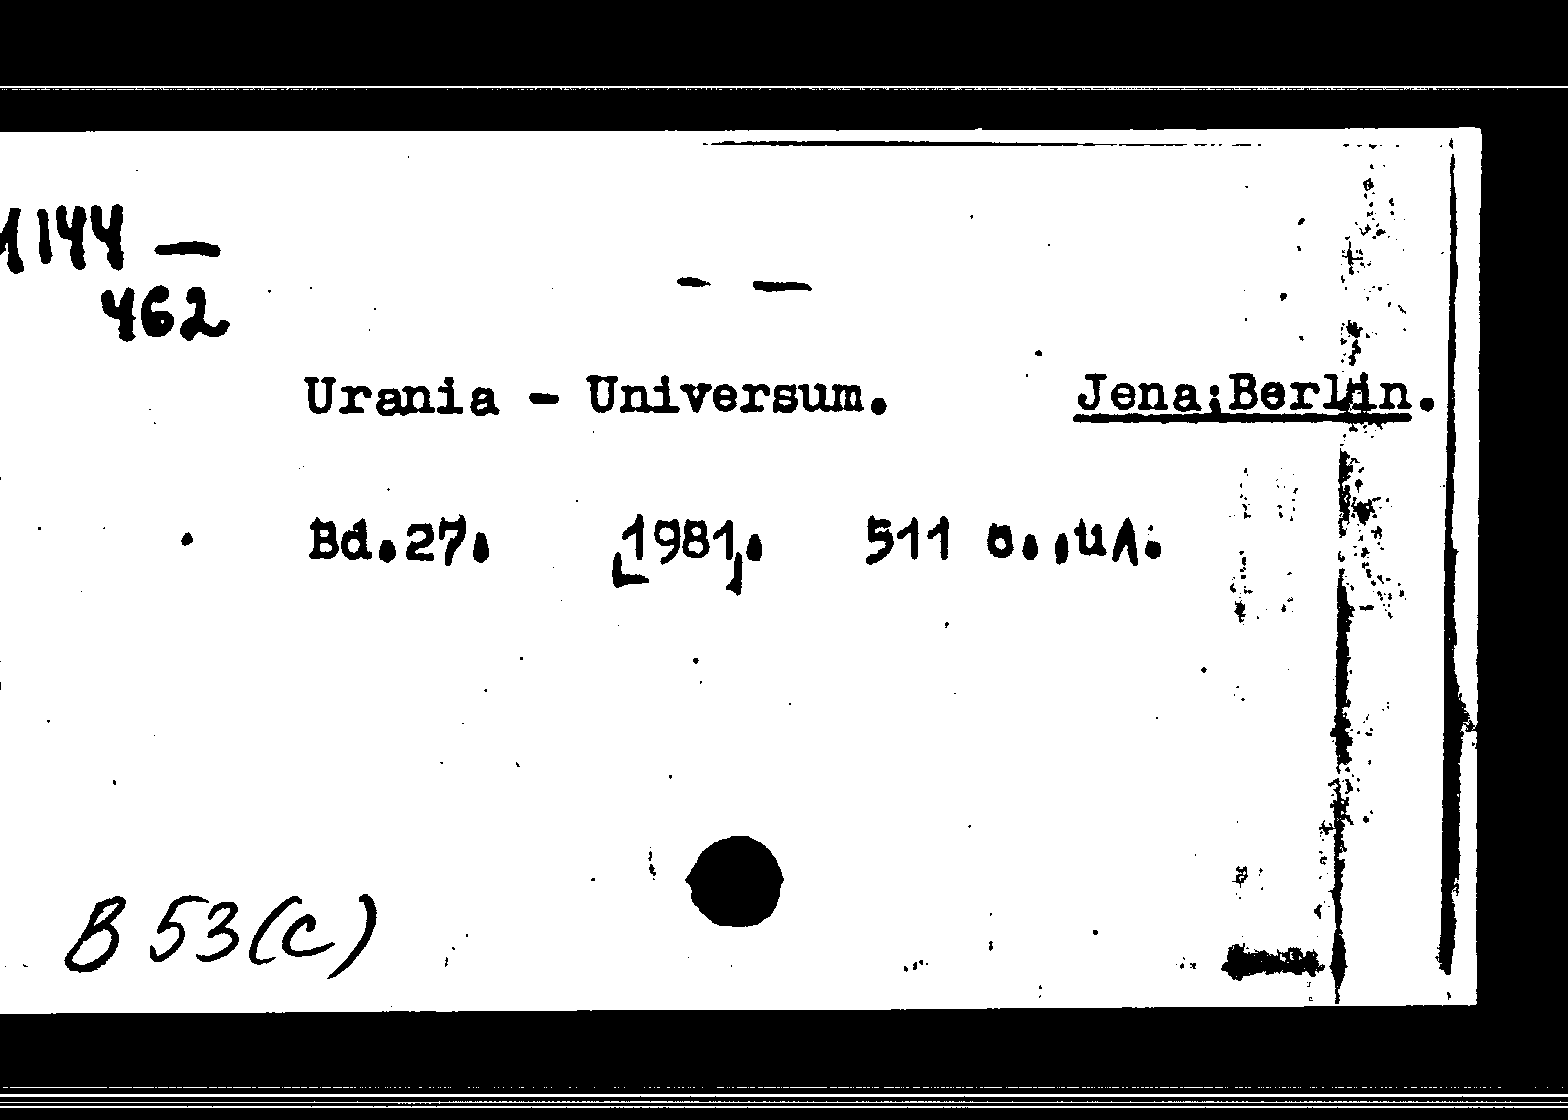 1144 —
462
— —
Urania - Universum. Jena;Berlin.
Bd.27. [1981]. 511
B 53(c)